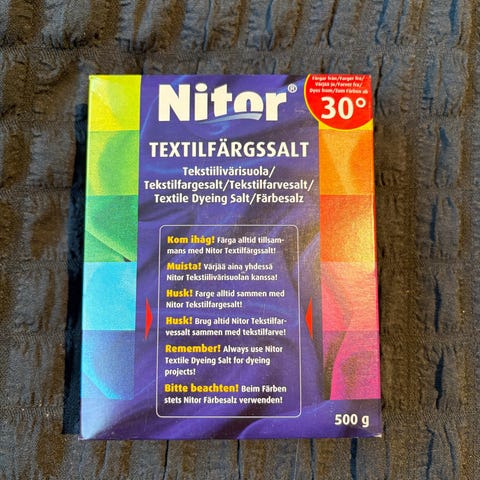 Nitor®
Färgar från/Farger fra/
Värjää jo/Farver fra/
Dyes from/Zum Färben ab
30°
TEXTILFÄRGSSALT
Tekstiilivärisuola/
Tekstilfargesalt/Tekstilfarvesalt/
Textile Dyeing Salt/Färbesalz
Kom ihåg! Färga alltid tillsam-
mans med Nitor Textilfärgssalt!
Muista! Värjää aina yhdessä
Nitor Tekstiilivärisuolan kanssa!
Husk! Farge alltid sammen med
Nitor Tekstilfargesalt!
Husk! Brug altid Nitor Tekstilfar-
vesalt sammen med tekstilfarve!
Remember! Always use Nitor
Textile Dyeing Salt for dyeing
projects!
Bitte beachten! Beim Färben
stets Nitor Färbesalz verwenden!
500 g